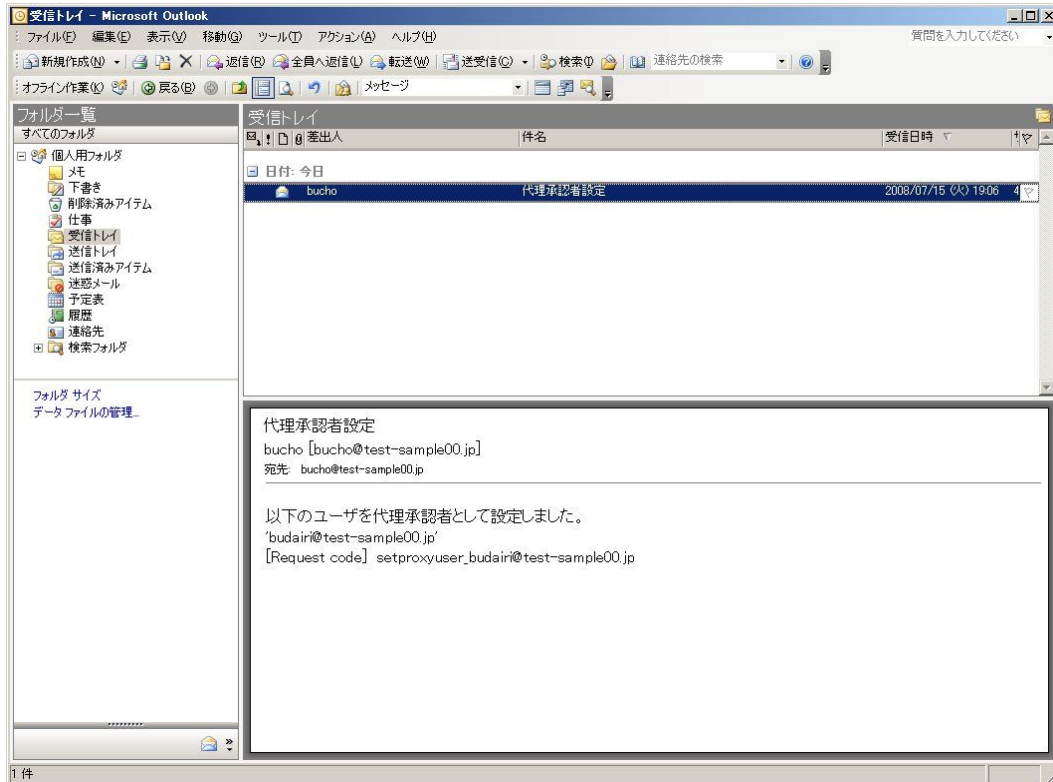 受信トレイ - Microsoft Outlook
ファイル(F) 編集(E) 表示(V) 移動(G) ツール(T) アクション(A) ヘルプ(H) 質問を入力してください
新規作成(N) 返信(R) 全員へ返信(L) 転送(W) 送受信(C) 検索(I) 連絡先の検索
オフライン作業(K) 戻る(B) メッセージ
フォルダ一覧
すべてのフォルダ
個人用フォルダ
メモ
下書き
削除済みアイテム
仕事
受信トレイ
送信トレイ
送信済みアイテム
迷惑メール
予定表
履歴
連絡先
検索フォルダ
フォルダ サイズ
データ ファイルの管理...
受信トレイ
差出人 件名 受信日時
日付: 今日
bucho 代理承認者設定 2008/07/15 (火) 19:06 4
代理承認者設定
bucho [bucho@test-sample00.jp]
宛先: bucho@test-sample00.jp
以下のユーザを代理承認者として設定しました。
'budairi@test-sample00.jp'
[Request code] setproxyuser_budairi@test-sample00.jp
1 件